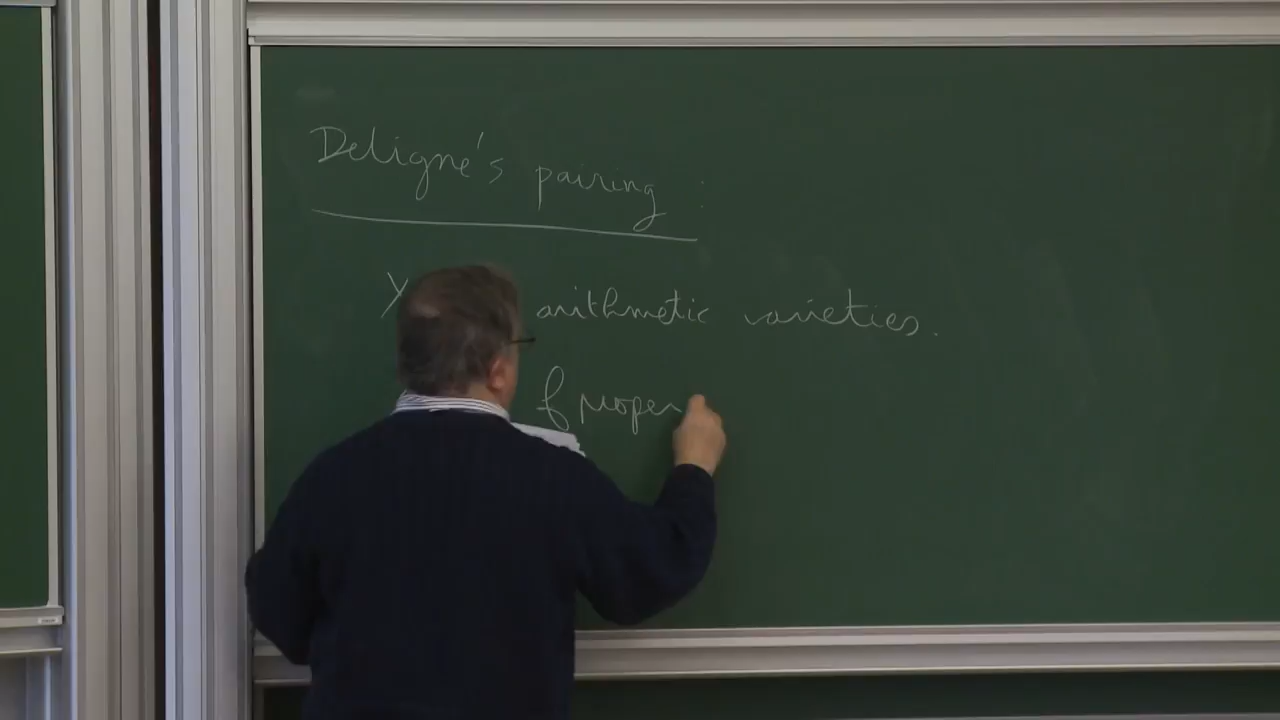 Deligne's pairing :
X arithmetic varieties.
f proper